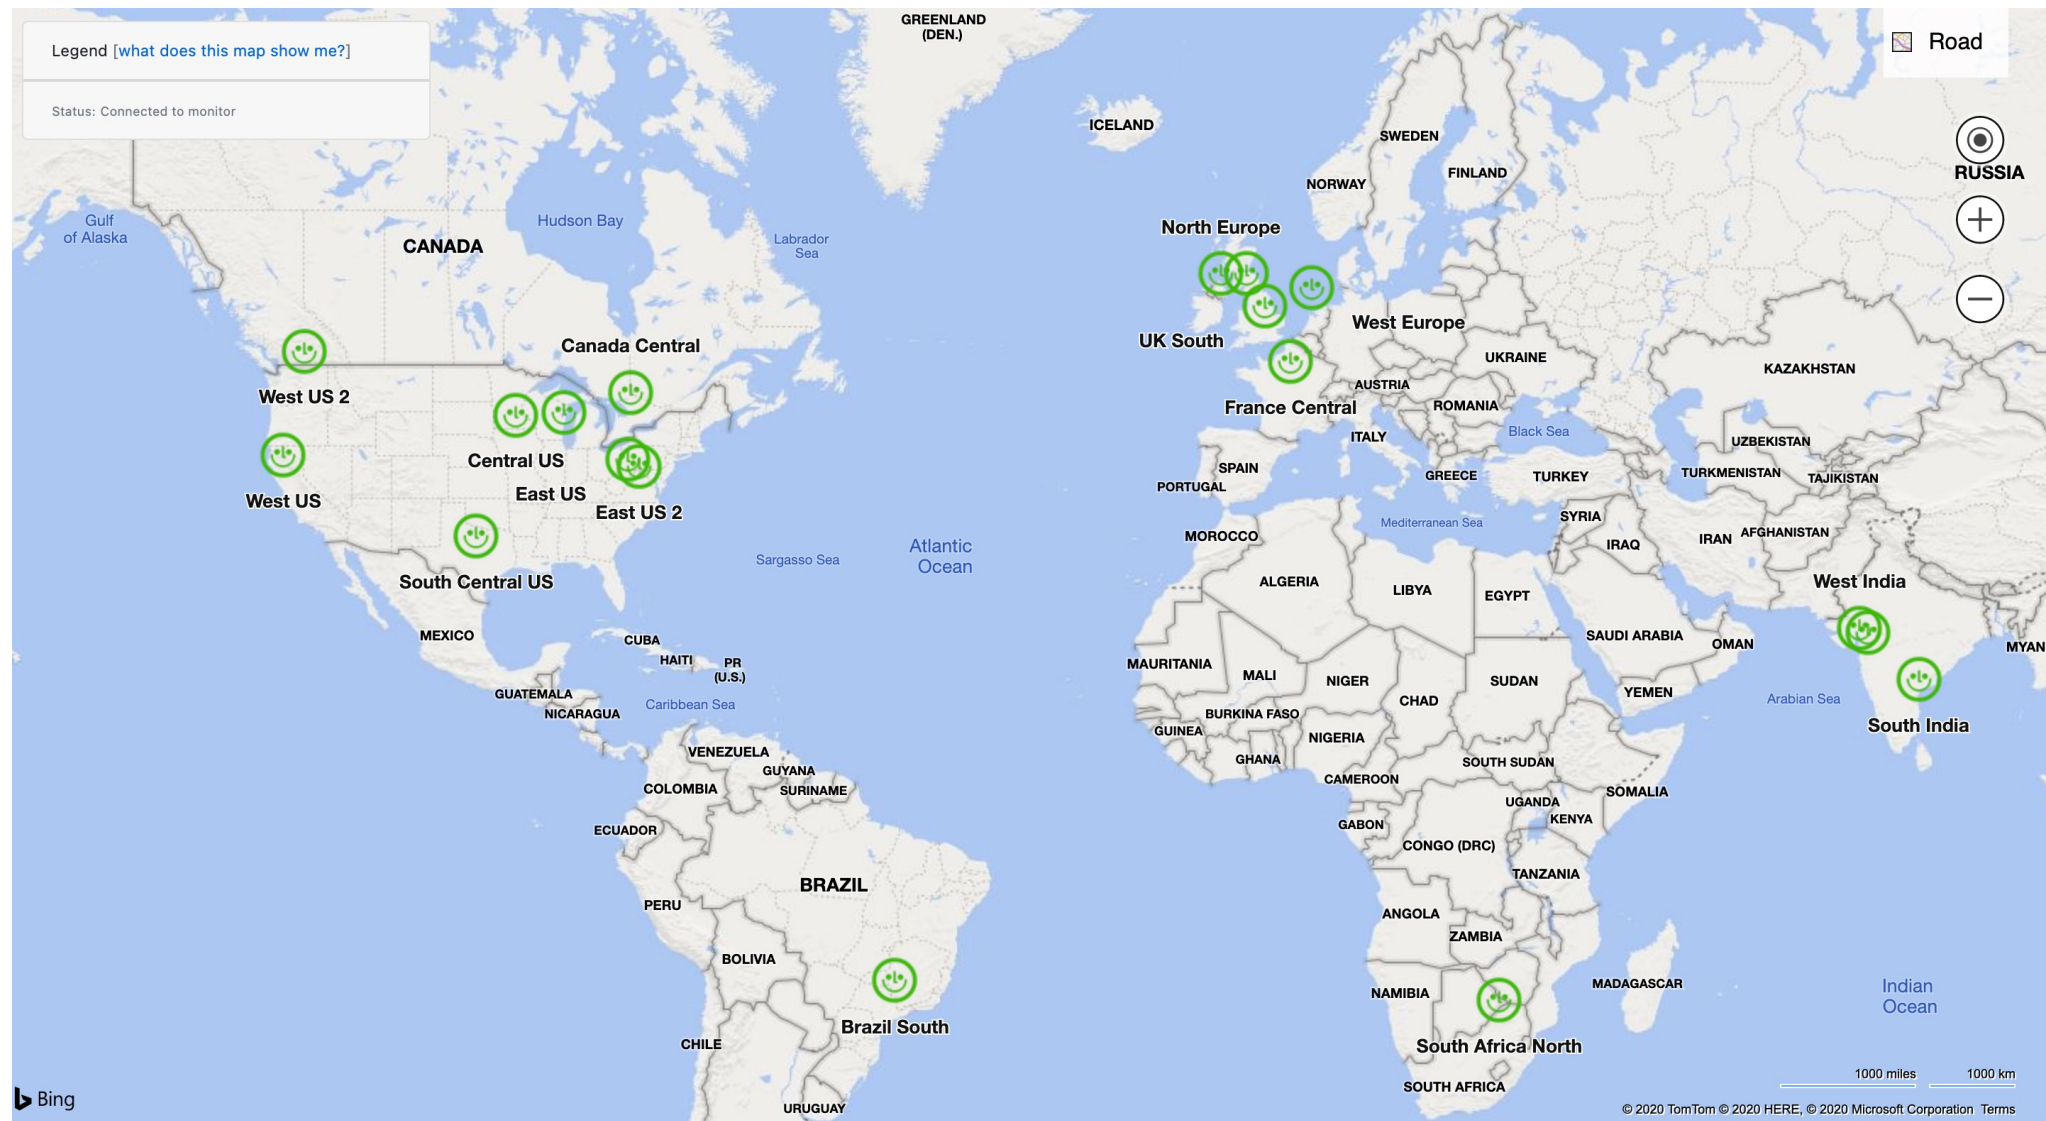 Legend [what does this map show me?]
Status: Connected to monitor
Road
GREENLAND
(DEN.)
ICELAND
SWEDEN
FINLAND
NORWAY
RUSSIA
Gulf
of Alaska
CANADA
Hudson Bay
Labrador
Sea
North Europe
UK South
West Europe
France Central
UKRAINE
AUSTRIA
ROMANIA
KAZAKHSTAN
Black Sea
ITALY
UZBEKISTAN
SPAIN
PORTUGAL
GREECE
TURKEY
TURKMENISTAN
TAJIKISTAN
Canada Central
West US 2
Central US
West US
East US
East US 2
South Central US
Atlantic
Ocean
Sargasso Sea
MEXICO
CUBA
HAITI
PR
(U.S.)
GUATEMALA
NICARAGUA
Caribbean Sea
MOROCCO
Mediterranean Sea
SYRIA
IRAQ
IRAN
AFGHANISTAN
ALGERIA
LIBYA
EGYPT
West India
SAUDI ARABIA
OMAN
MYAN
MAURITANIA
MALI
NIGER
CHAD
SUDAN
YEMEN
Arabian Sea
South India
BURKINA FASO
GUINEA
NIGERIA
GHANA
CAMEROON
SOUTH SUDAN
SOMALIA
UGANDA
KENYA
GABON
CONGO (DRC)
TANZANIA
VENEZUELA
GUYANA
COLOMBIA
SURINAME
ECUADOR
BRAZIL
PERU
BOLIVIA
Brazil South
CHILE
URUGUAY
ANGOLA
ZAMBIA
NAMIBIA
MADAGASCAR
Indian
Ocean
South Africa North
SOUTH AFRICA
1000 miles
1000 km
Bing
© 2020 TomTom © 2020 HERE, © 2020 Microsoft Corporation Terms